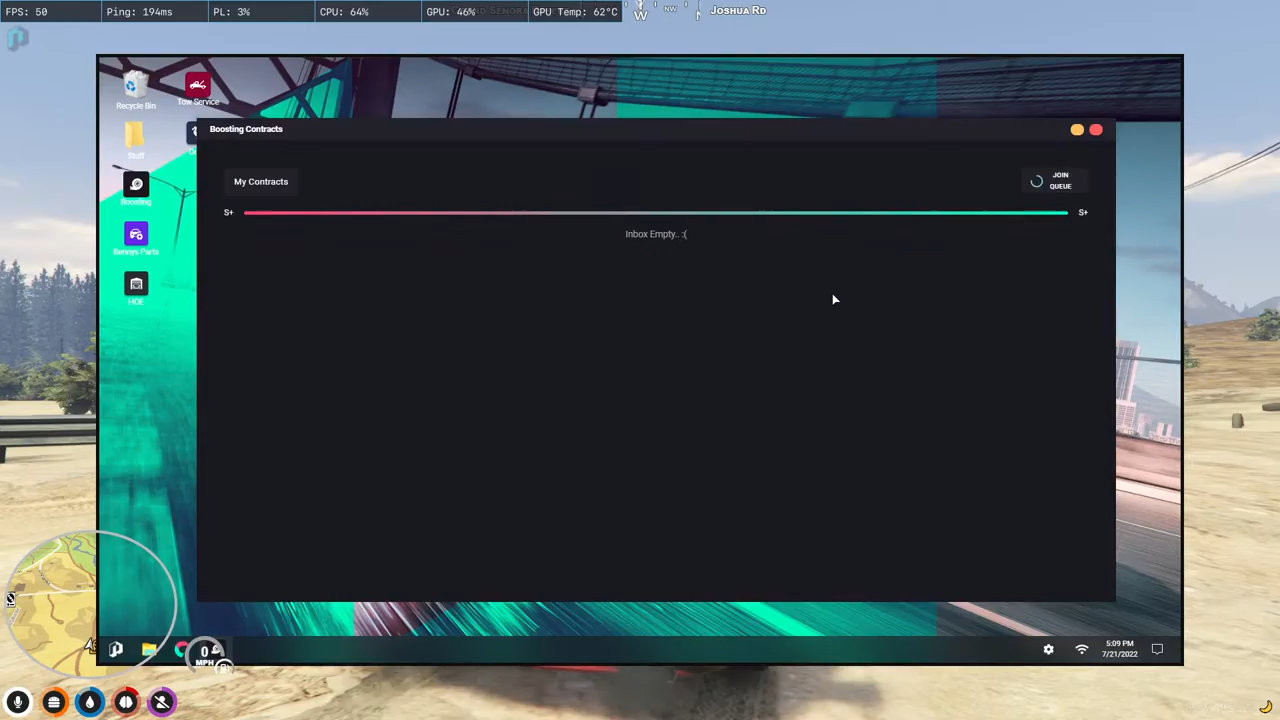 FPS: 50
Ping: 194ms
PL: 3%
CPU: 64%
GPU: 46%
GPU Temp: 62°C
W
NW
Joshua Rd
Recycle Bin
Tow Service
Stuff
Boosting
Bennys Parts
HOE
Boosting Contracts
My Contracts
JOIN
QUEUE
S+
S+
Inbox Empty.. :(
0
MPH
5:09 PM
7/21/2022